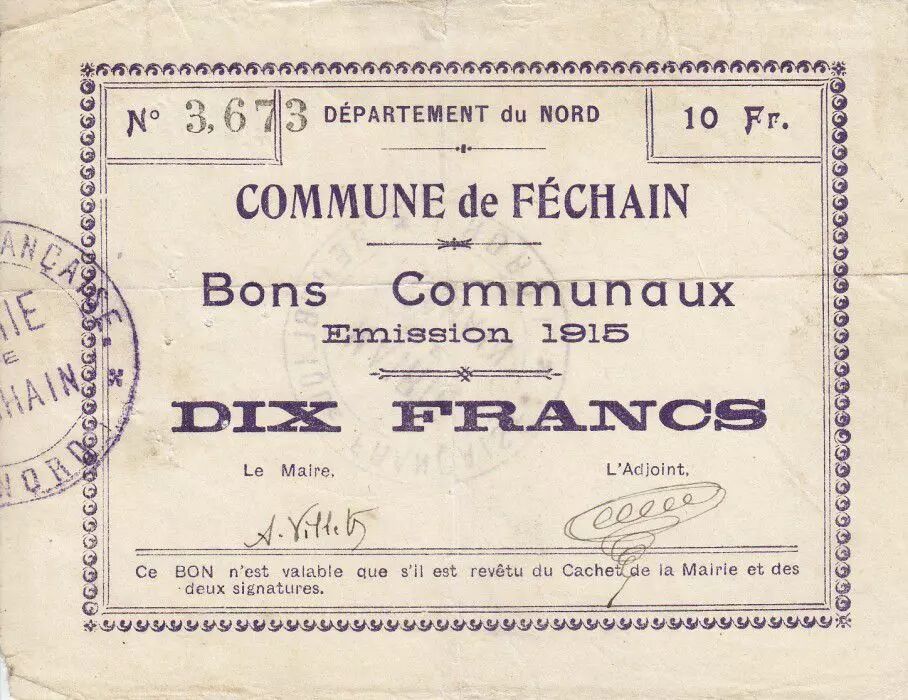 N° 3,673
DÉPARTEMENT du NORD
10 Fr.
COMMUNE de FÉCHAIN
Bons Communaux
Emission 1915
DIX FRANCS
Le Maire,
L'Adjoint,
Ce BON n'est valable que s'il est revêtu du Cachet de la Mairie et des
deux signatures.
NORD